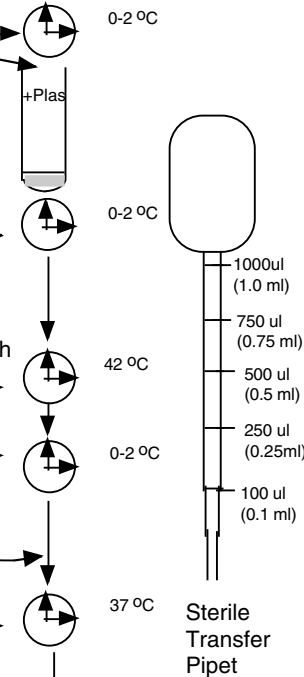 0-2 ºC
+Plas
0-2 ºC
1000ul
(1.0 ml)
750 ul
(0.75 ml)
h
42 ºC
500 ul
(0.5 ml)
250 ul
(0.25ml)
0-2 ºC
100 ul
(0.1 ml)
37 ºC
Sterile
Transfer
Pipet